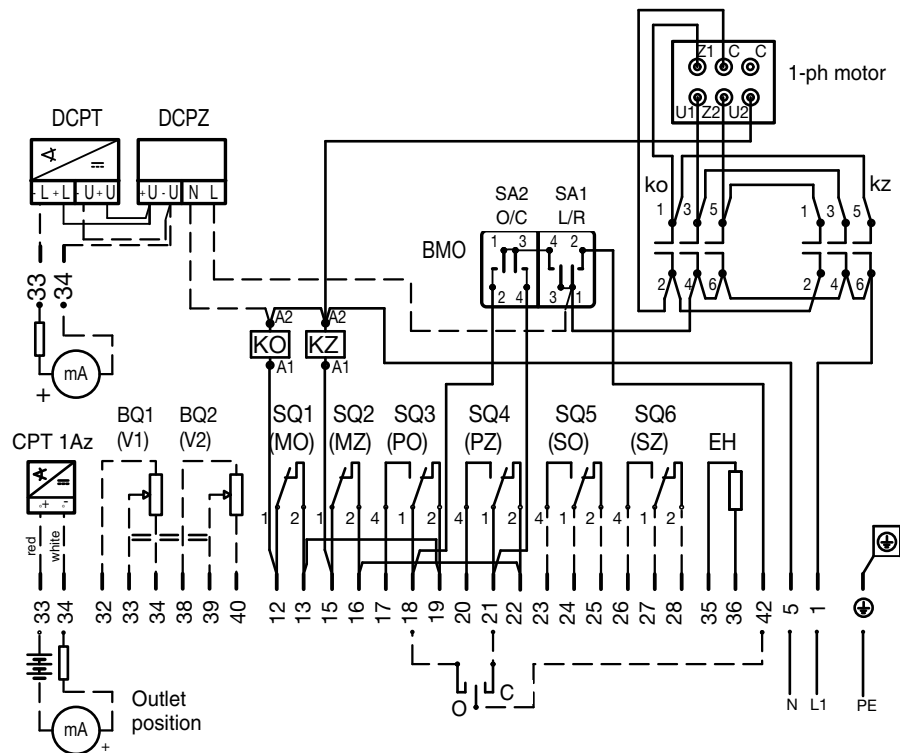 Z1 C C
1-ph motor
U1 Z2 U2
DCPT DCPZ
- L + L - U + U + U - U N L
ko kz
1 3 5 1 3 5
SA2 SA1
O/C L/R
BMO
1 3 4 2
2 4 3 1
2 4 6 2 4 6
33 34
A2 A2
KO KZ
A1 A1
mA
+
BQ1 BQ2
(V1) (V2)
CPT 1Az
SQ1 SQ2 SQ3 SQ4 SQ5 SQ6
(MO) (MZ) (PO) (PZ) (SO) (SZ) EH
+ -
1 2 1 2 4 1 2 4 1 2 4 1 2 4 1 2
red white
33 34 32 33 34 38 39 40 12 13 15 16 17 18 19 20 21 22 23 24 25 26 27 28 35 36 42 5 1
O C
N L1 PE
Outlet
position
mA
+